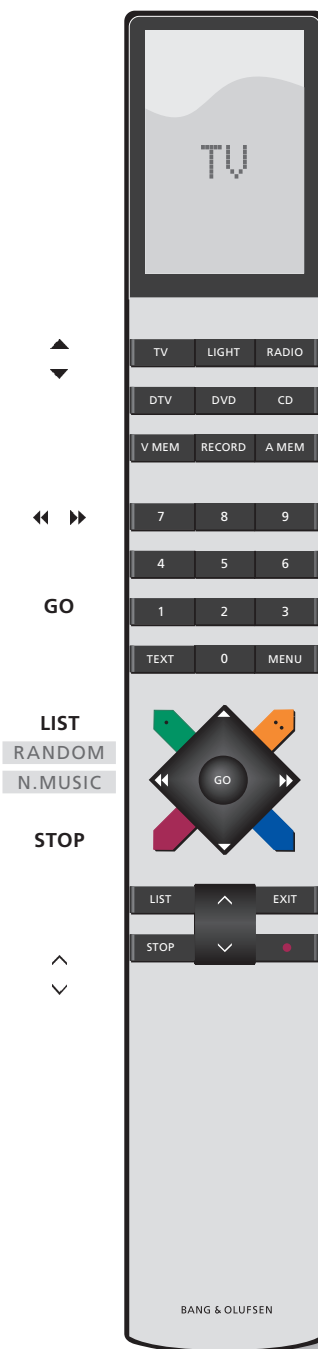 TV
TV LIGHT RADIO
DTV DVD CD
V MEM RECORD A MEM
7 8 9
4 5 6
GO
1 2 3
TEXT 0 MENU
LIST
RANDOM
GO
N.MUSIC
STOP
LIST EXIT
STOP
BANG & OLUFSEN